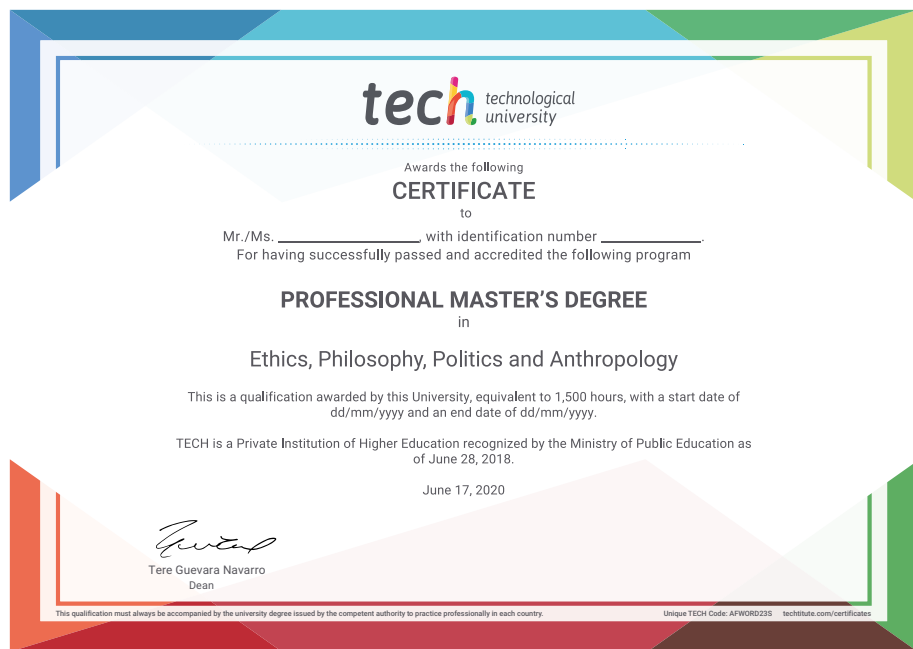 tech technological
university
Awards the following
CERTIFICATE
to
Mr./Ms. ____________________, with identification number ______________.
For having successfully passed and accredited the following program
PROFESSIONAL MASTER'S DEGREE
in
Ethics, Philosophy, Politics and Anthropology
This is a qualification awarded by this University, equivalent to 1,500 hours, with a start date of
dd/mm/yyyy and an end date of dd/mm/yyyy.
TECH is a Private Institution of Higher Education recognized by the Ministry of Public Education as
of June 28, 2018.
June 17, 2020
Tere Guevara Navarro
Dean
This qualification must always be accompanied by the university degree issued by the competent authority to practice professionally in each country. Unique TECH Code: AFWORD23S techtitute.com/certificates